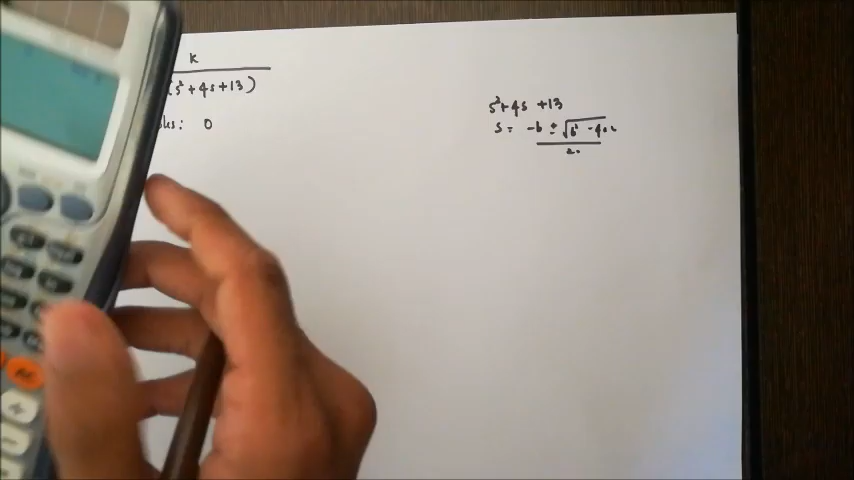 K
(s²+4s+13)
0
s²+4s +13
s = -b ± √b² - 4ac
2a